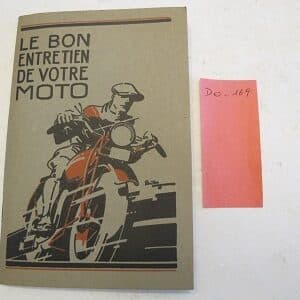 LE BON
ENTRETIEN
DE VOTRE
MOTO
DO - 169